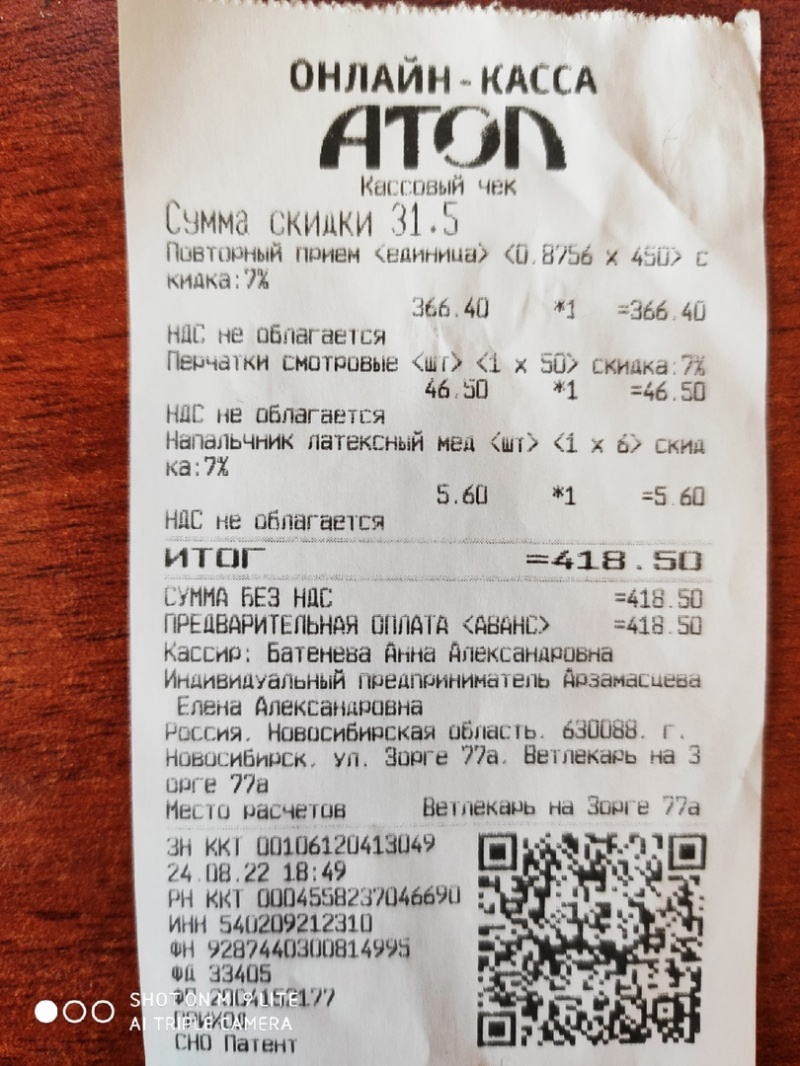 ОНЛАЙН-КАССА
АТОЛ
Кассовый чек
Сумма скидки 31.5
Повторный прием <единица> <0.8756 x 450> с
кидка:7%
366.40 *1 =366.40
НДС не облагается
Перчатки смотровые <шт> <1 x 50> скидка:7%
46.50 *1 =46.50
НДС не облагается
Напальчник латексный мед <шт> <1 x 6> скид
ка:7%
5.60 *1 =5.60
НДС не облагается
ИТОГ =418.50
СУММА БЕЗ НДС =418.50
ПРЕДВАРИТЕЛЬНАЯ ОПЛАТА <АВАНС> =418.50
Кассир: Батенева Анна Александровна
Индивидуальный предприниматель Арзамасцева
Елена Александровна
Россия, Новосибирская область, 630088, г.
Новосибирск, ул. Зорге 77а, Ветлекарь на З
орге 77а
Место расчетов Ветлекарь на Зорге 77а
ЗН ККТ 00106120413049
24.08.22 18:49
РН ККТ 0004558237046690
ИНН 540209212310
ФН 9287440300814995
ФД 33405
SHOT ON MI 9 LITE
AI TRIPLE CAMERA
СНО Патент